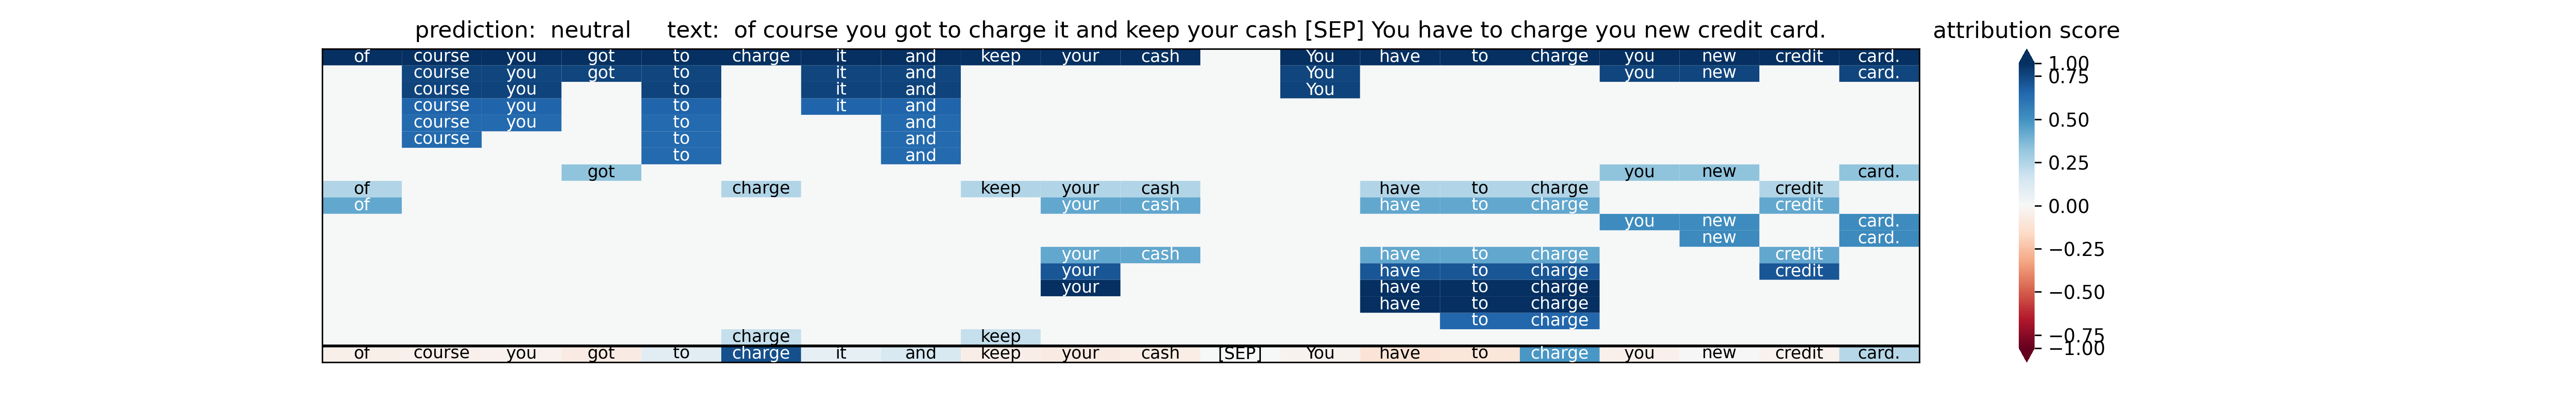 prediction: neutral text: of course you got to charge it and keep your cash [SEP] You have to charge you new credit card. attribution score
of course you got to charge it and keep your cash You have to charge you new credit card. 1.00
course you got to it and You you new card. 0.75
course you to it and You
course you to it and
course you to and 0.50
course to and
to and
got you new card. 0.25
of charge keep your cash have to charge credit
of your cash have to charge credit 0.00
you new card.
new card.
your cash have to charge credit −0.25
your have to charge credit
your have to charge −0.50
have to charge
to charge
charge keep −0.75
of course you got to charge it and keep your cash [SEP] You have to charge you new credit card. −1.00